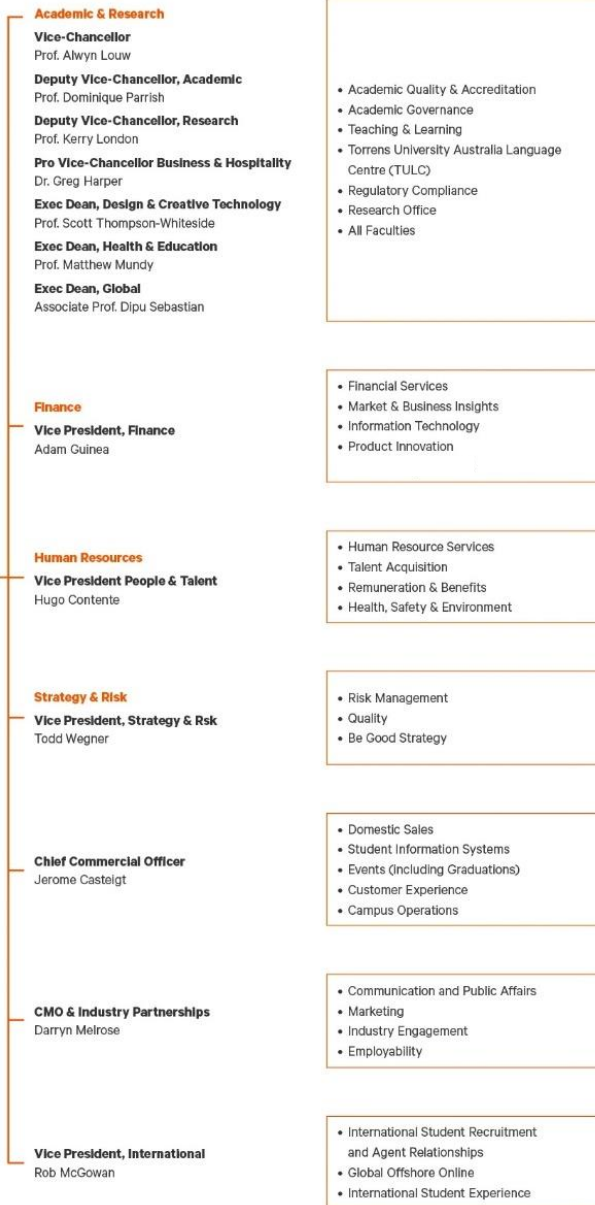 Academic & Research
Vice-Chancellor
Prof. Alwyn Louw
Deputy Vice-Chancellor, Academic
Prof. Dominique Parrish
Deputy Vice-Chancellor, Research
Prof. Kerry London
Pro Vice-Chancellor Business & Hospitality
Dr. Greg Harper
Exec Dean, Design & Creative Technology
Prof. Scott Thompson-Whiteside
Exec Dean, Health & Education
Prof. Matthew Mundy
Exec Dean, Global
Associate Prof. Dipu Sebastian
• Academic Quality & Accreditation
• Academic Governance
• Teaching & Learning
• Torrens University Australia Language
Centre (TULC)
• Regulatory Compliance
• Research Office
• All Faculties
Finance
Vice President, Finance
Adam Guinea
• Financial Services
• Market & Business Insights
• Information Technology
• Product Innovation
Human Resources
Vice President People & Talent
Hugo Contente
• Human Resource Services
• Talent Acquisition
• Remuneration & Benefits
• Health, Safety & Environment
Strategy & Risk
Vice President, Strategy & Rsk
Todd Wegner
• Risk Management
• Quality
• Be Good Strategy
Chief Commercial Officer
Jerome Casteigt
• Domestic Sales
• Student Information Systems
• Events (including Graduations)
• Customer Experience
• Campus Operations
CMO & Industry Partnerships
Darryn Melrose
• Communication and Public Affairs
• Marketing
• Industry Engagement
• Employability
Vice President, International
Rob McGowan
• International Student Recruitment
and Agent Relationships
• Global Offshore Online
• International Student Experience